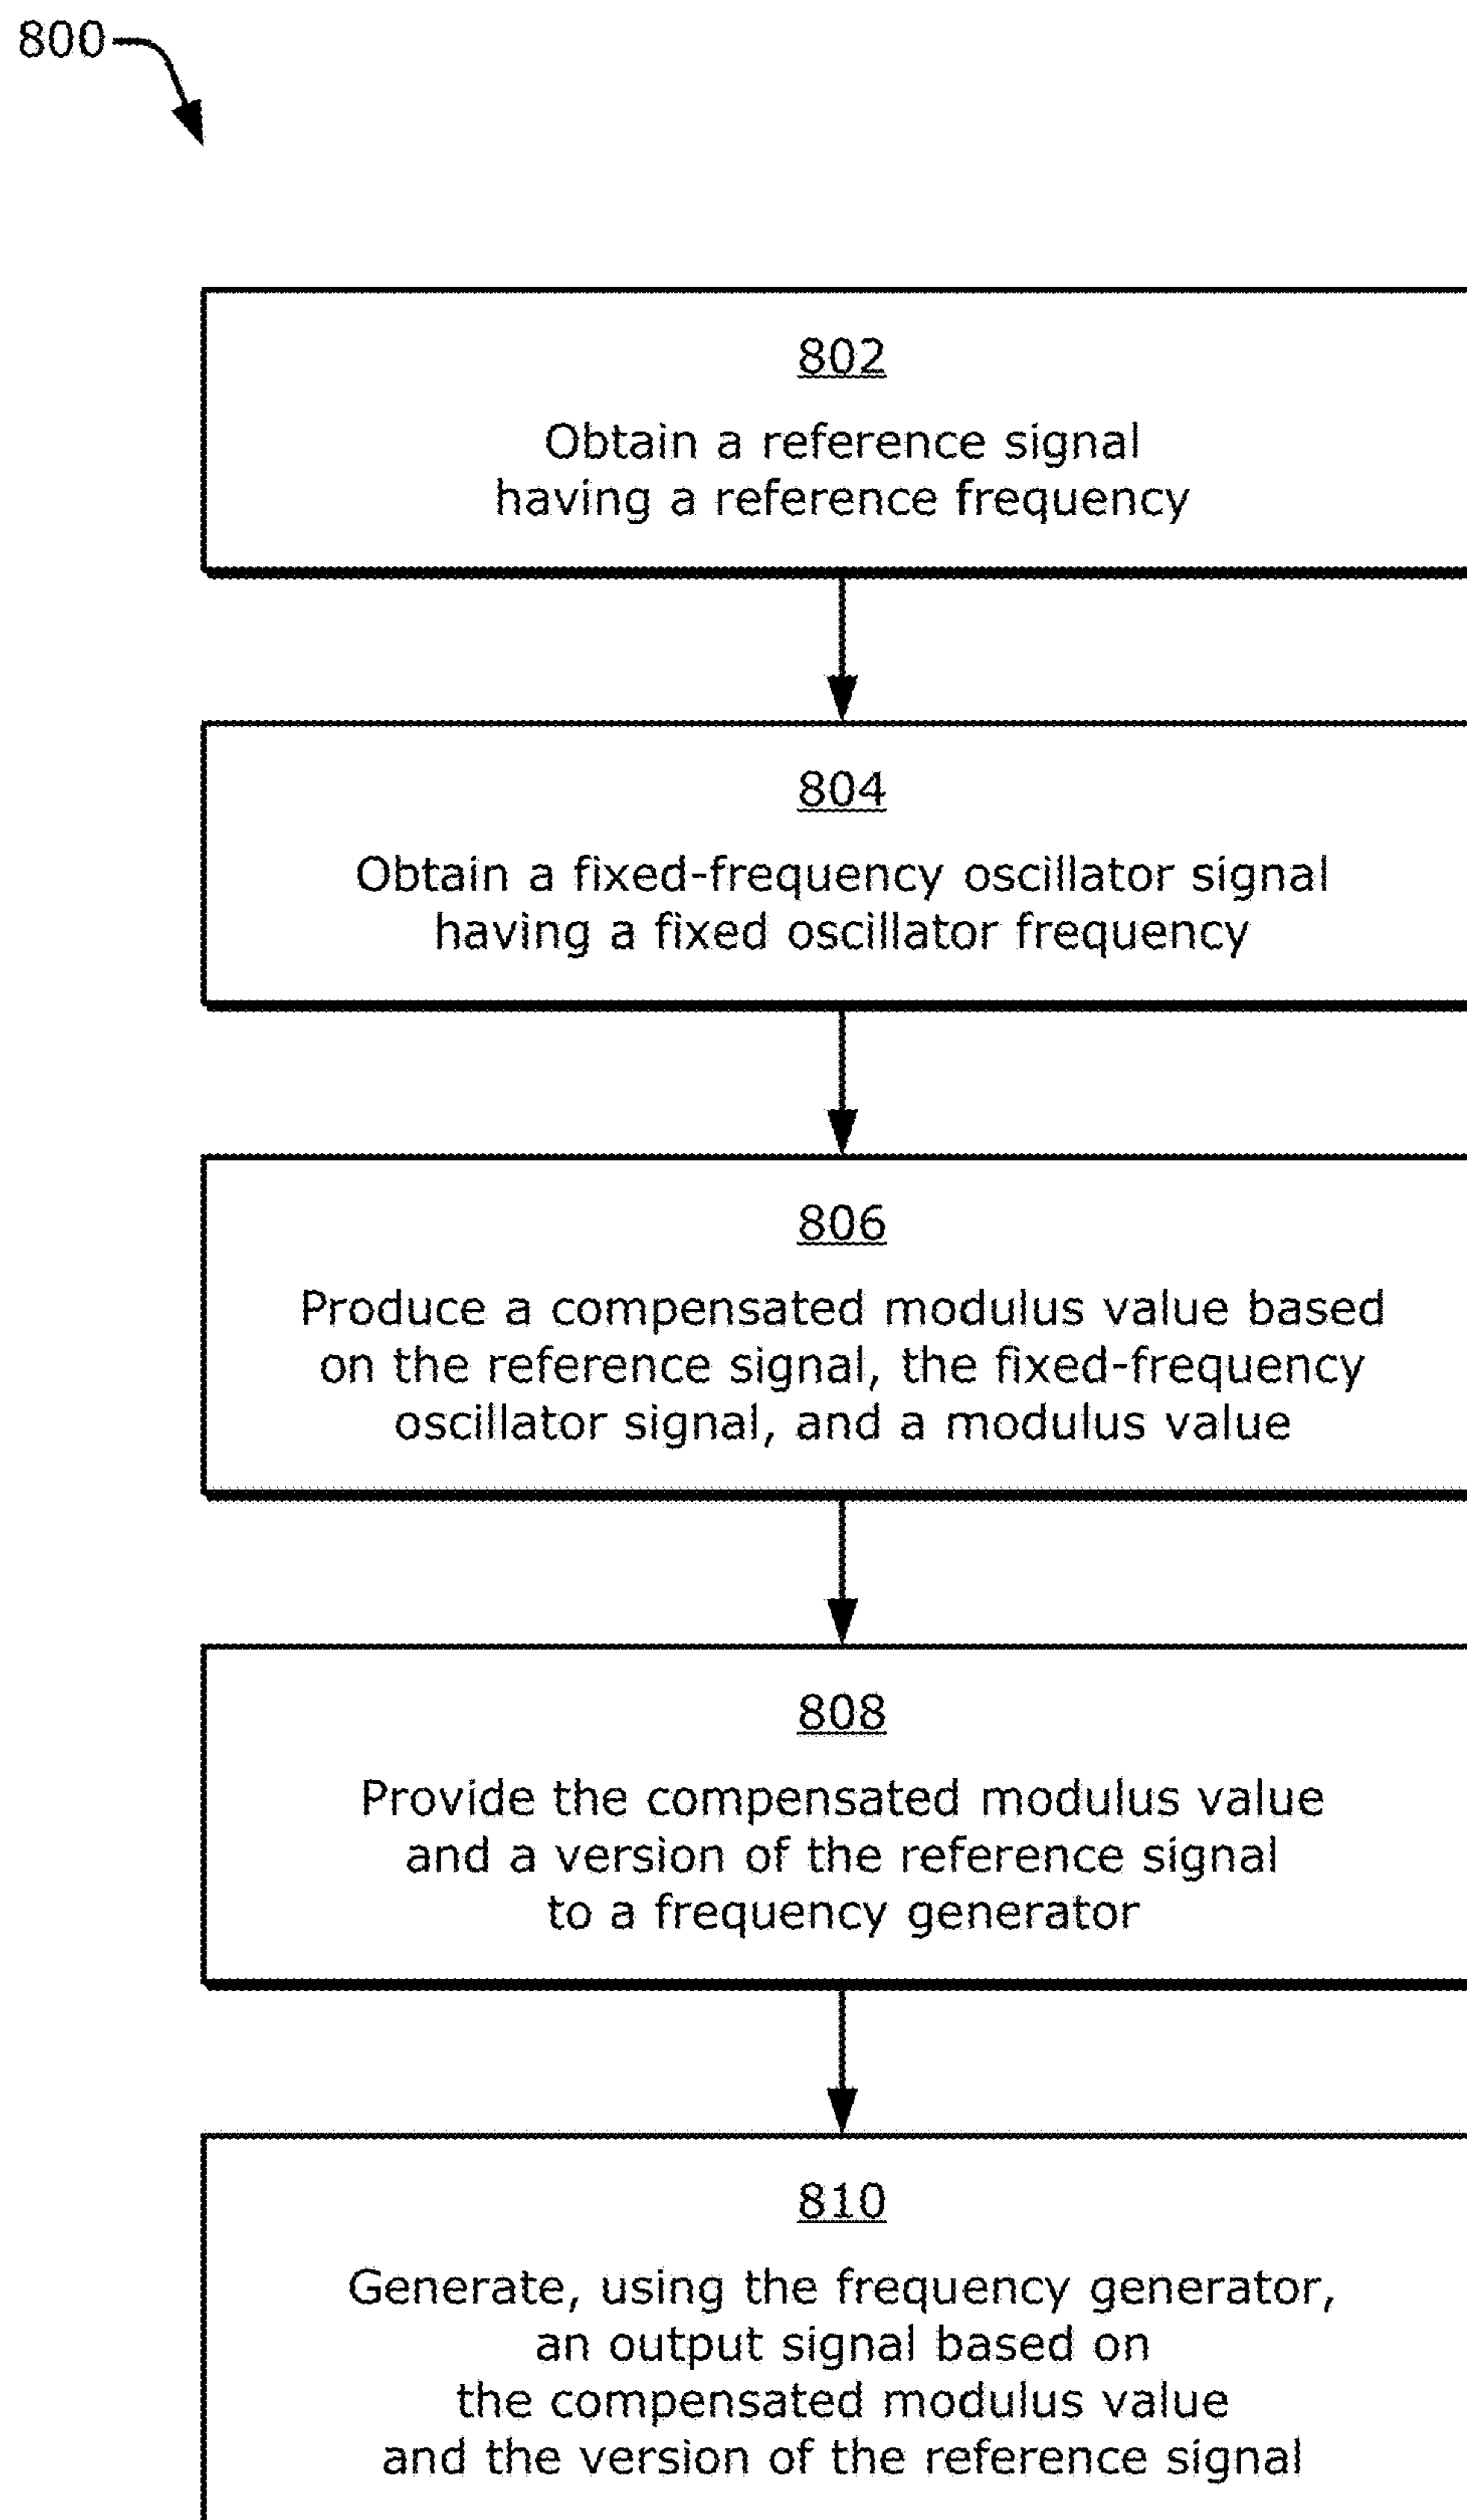 800
802
Obtain a reference signal
having a reference frequency
804
Obtain a fixed-frequency oscillator signal
having a fixed oscillator frequency
806
Produce a compensated modulus value based
on the reference signal, the fixed-frequency
oscillator signal, and a modulus value
808
Provide the compensated modulus value
and a version of the reference signal
to a frequency generator
810
Generate, using the frequency generator,
an output signal based on
the compensated modulus value
and the version of the reference signal